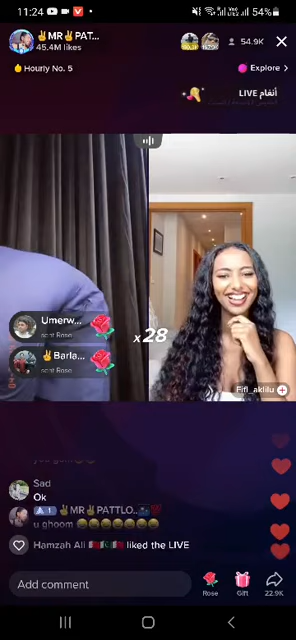 11:24
54%
✌MR✌PAT...
45.4M likes
54.9K
Hourly No. 5
Explore >
أنغام LIVE
x28
Umerw...
sent Rose
✌Barla...
sent Rose
Fifi_aklilu
Sad
Ok
1 ✌MR✌PATTLO..
u ghoom 😄😄😄😄😄😄😄
Hamzah Ali liked the LIVE
Add comment
Rose
Gift
22.9K